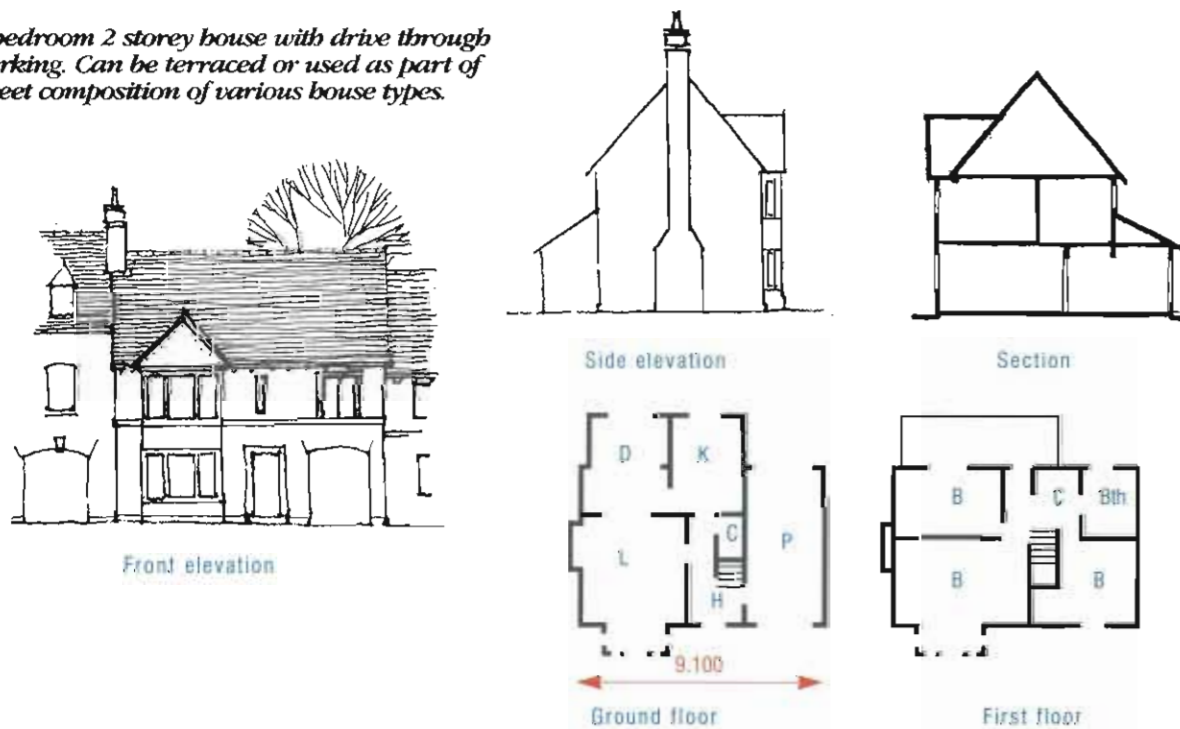 bedroom 2 storey house with drive through
rking. Can be terraced or used as part of
eet composition of various house types.
Front elevation
Side elevation
Section
D
K
C
L
P
H
9.100
Ground floor
B
C
Bth
B
B
First floor